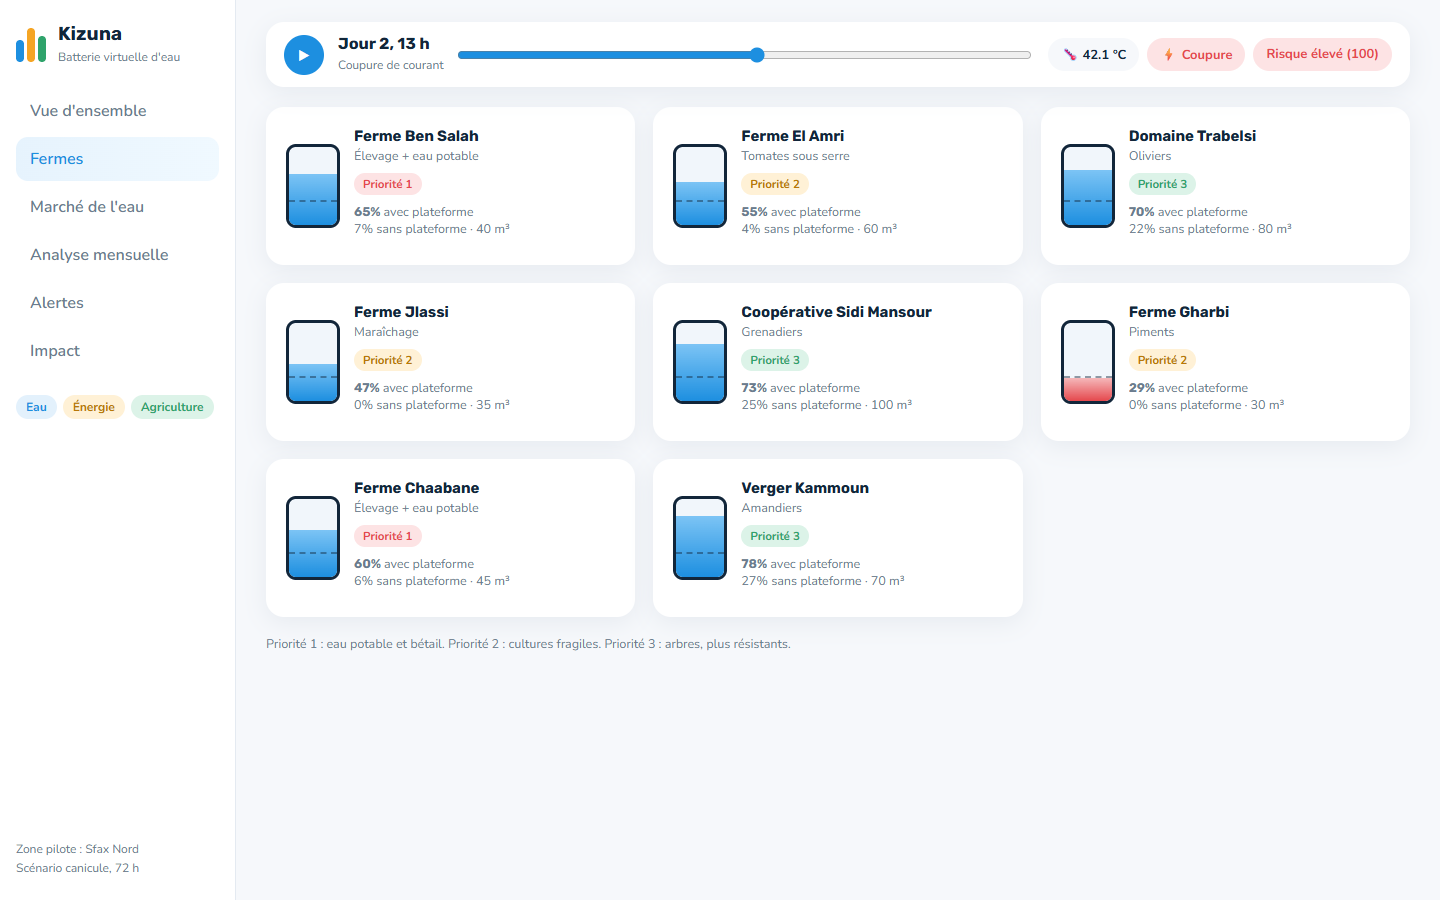 Kizuna
Batterie virtuelle d'eau
Vue d'ensemble
Fermes
Marché de l'eau
Analyse mensuelle
Alertes
Impact
Eau
Énergie
Agriculture
Zone pilote : Sfax Nord
Scénario canicule, 72 h
Jour 2, 13 h
Coupure de courant
42.1 °C
Coupure
Risque élevé (100)
Ferme Ben Salah
Élevage + eau potable
Priorité 1
65% avec plateforme
7% sans plateforme · 40 m³
Ferme El Amri
Tomates sous serre
Priorité 2
55% avec plateforme
4% sans plateforme · 60 m³
Domaine Trabelsi
Oliviers
Priorité 3
70% avec plateforme
22% sans plateforme · 80 m³
Ferme Jlassi
Maraîchage
Priorité 2
47% avec plateforme
0% sans plateforme · 35 m³
Coopérative Sidi Mansour
Grenadiers
Priorité 3
73% avec plateforme
25% sans plateforme · 100 m³
Ferme Gharbi
Piments
Priorité 2
29% avec plateforme
0% sans plateforme · 30 m³
Ferme Chaabane
Élevage + eau potable
Priorité 1
60% avec plateforme
6% sans plateforme · 45 m³
Verger Kammoun
Amandiers
Priorité 3
78% avec plateforme
27% sans plateforme · 70 m³
Priorité 1 : eau potable et bétail. Priorité 2 : cultures fragiles. Priorité 3 : arbres, plus résistants.